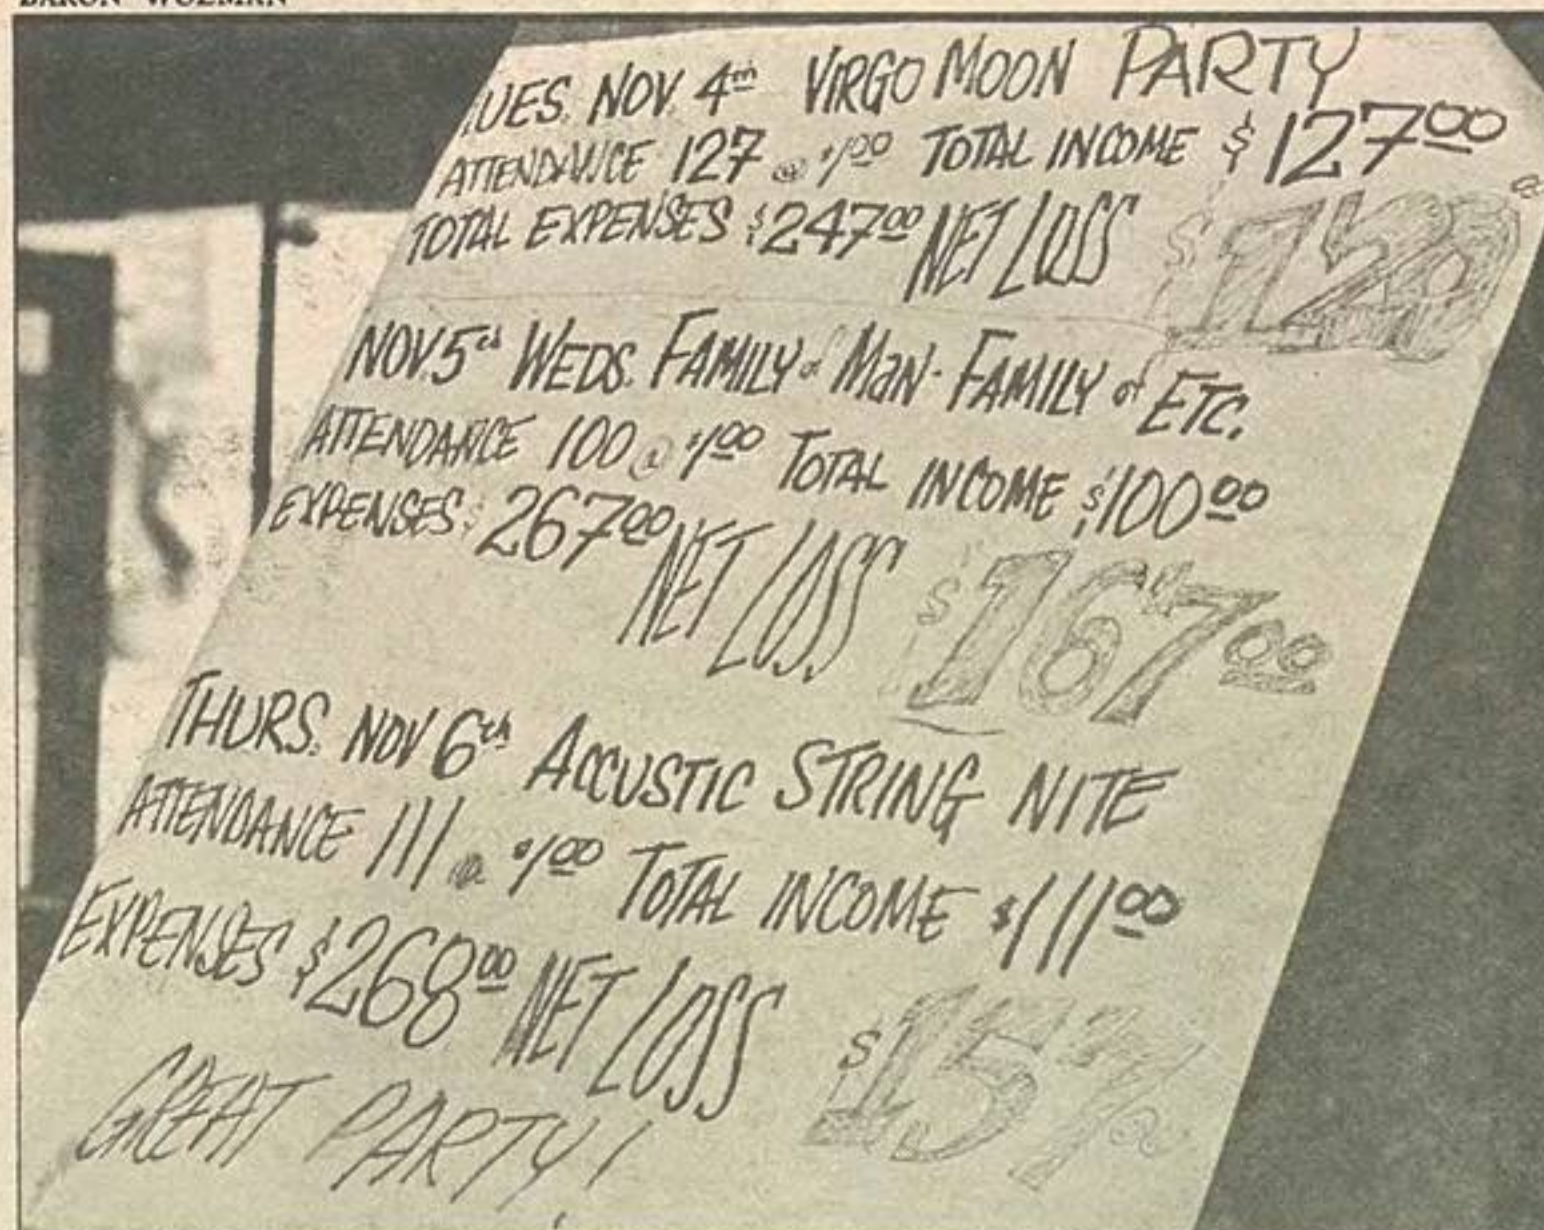 BARON WOLMAN
TUES. NOV. 4th VIRGO MOON PARTY
ATTENDANCE 127 @ $1.00 TOTAL INCOME $127.00
TOTAL EXPENSES $247.00 NET LOSS $120.00
NOV. 5th WEDS. FAMILY of MaN - FAMILY of ETC.
ATTENDANCE 100 @ $1.00 TOTAL INCOME $100.00
EXPENSES $267.00 NET LOSS $167.00
THURS. NOV 6th ACCUSTIC STRING NITE
ATTENDANCE 111 @ $1.00 TOTAL INCOME $111.00
EXPENSES $268.00 NET LOSS $157.00
GREAT PARTY!